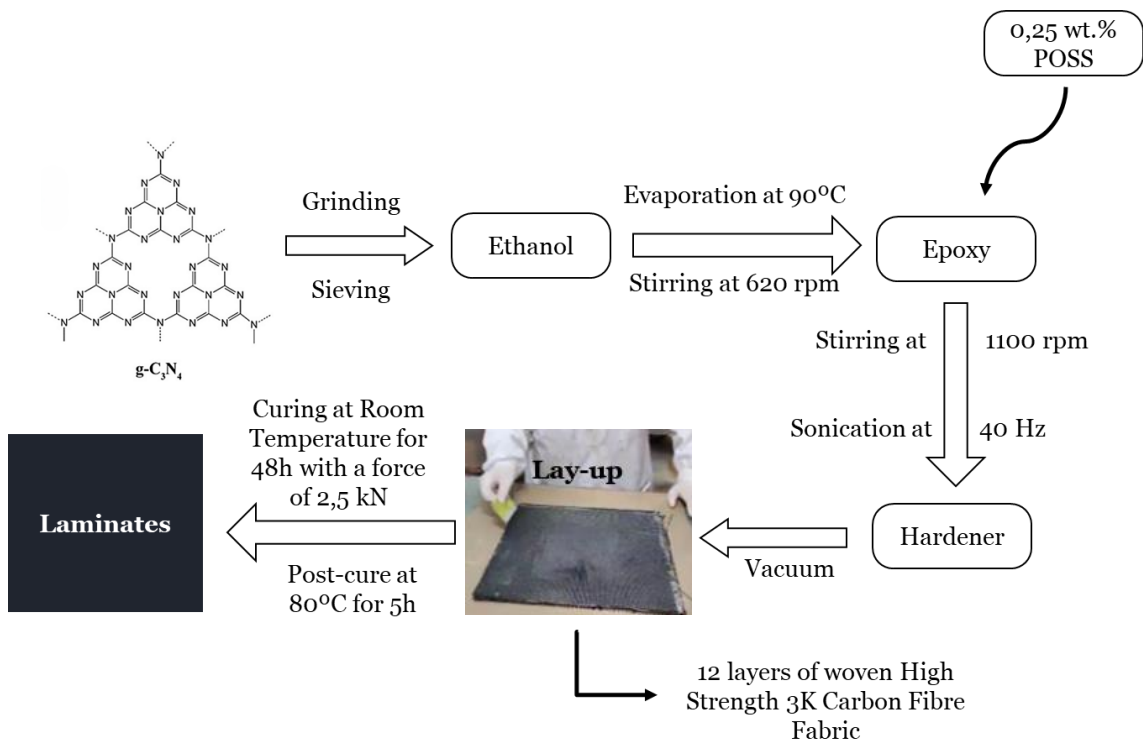 0,25 wt.%
POSS
Grinding
Sieving
Ethanol
Evaporation at 90ºC
Stirring at 620 rpm
Epoxy
Stirring at 1100 rpm
Sonication at 40 Hz
Hardener
Vacuum
Lay-up
12 layers of woven High
Strength 3K Carbon Fibre
Fabric
Curing at Room
Temperature for
48h with a force
of 2,5 kN
Post-cure at
80ºC for 5h
Laminates
g-C₃N₄